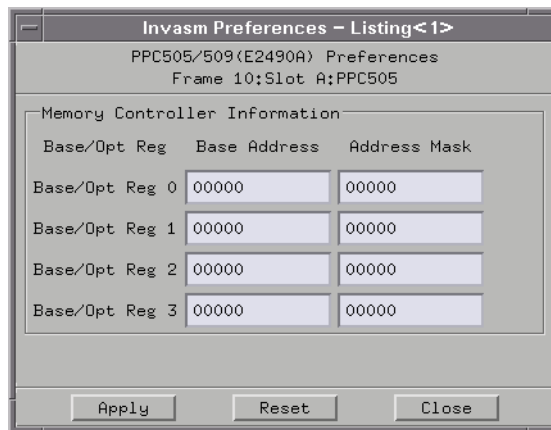 Invasm Preferences – Listing<1>
PPC505/509(E2490A) Preferences
Frame 10:Slot A:PPC505
Memory Controller Information
Base/Opt Reg Base Address Address Mask
Base/Opt Reg 0 00000 00000
Base/Opt Reg 1 00000 00000
Base/Opt Reg 2 00000 00000
Base/Opt Reg 3 00000 00000
Apply Reset Close